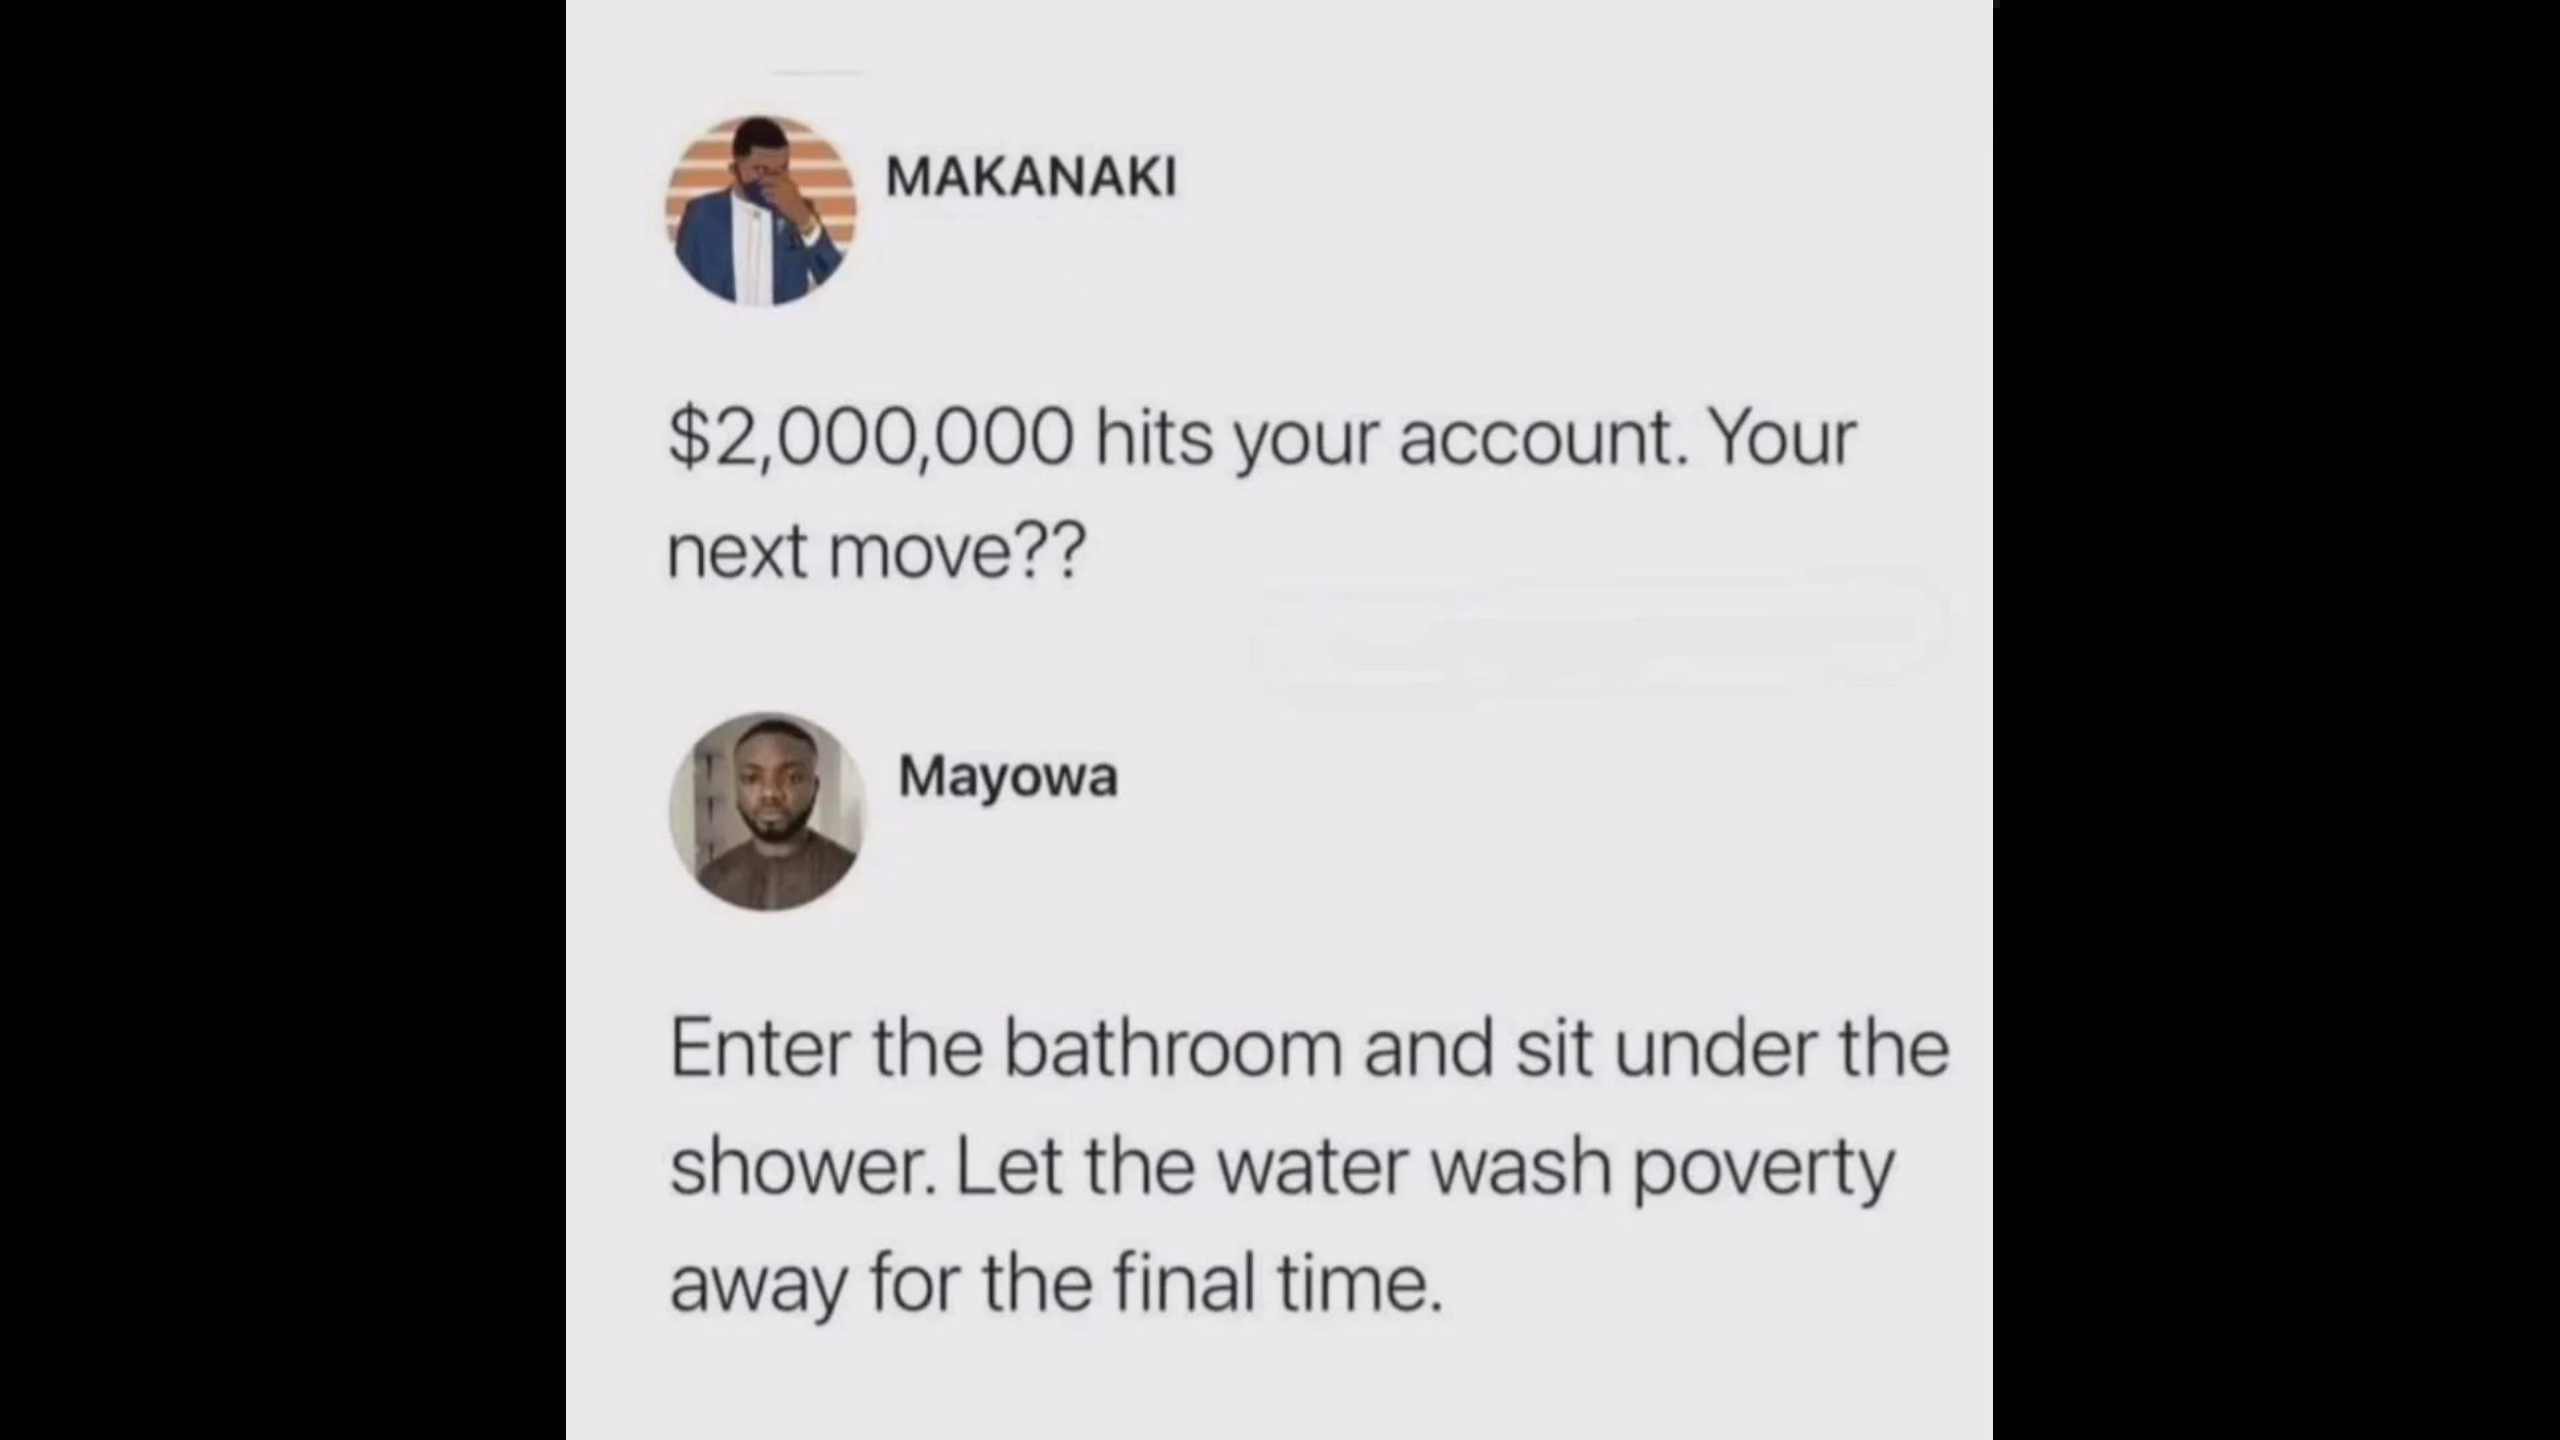 MAKANAKI
$2,000,000 hits your account. Your
next move??
Mayowa
Enter the bathroom and sit under the
shower. Let the water wash poverty
away for the final time.